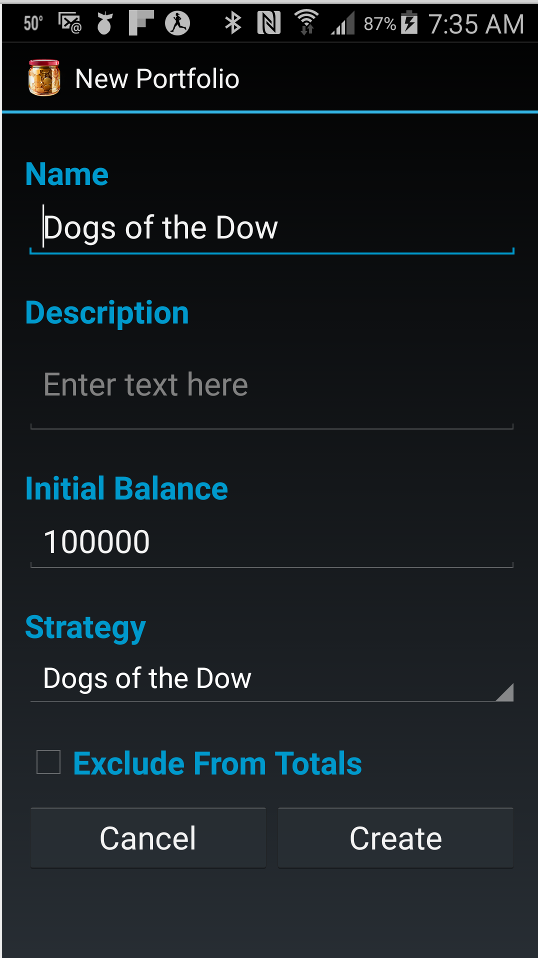 50° 87% 7:35 AM
New Portfolio
Name
Dogs of the Dow
Description
Enter text here
Initial Balance
100000
Strategy
Dogs of the Dow
Exclude From Totals
Cancel Create